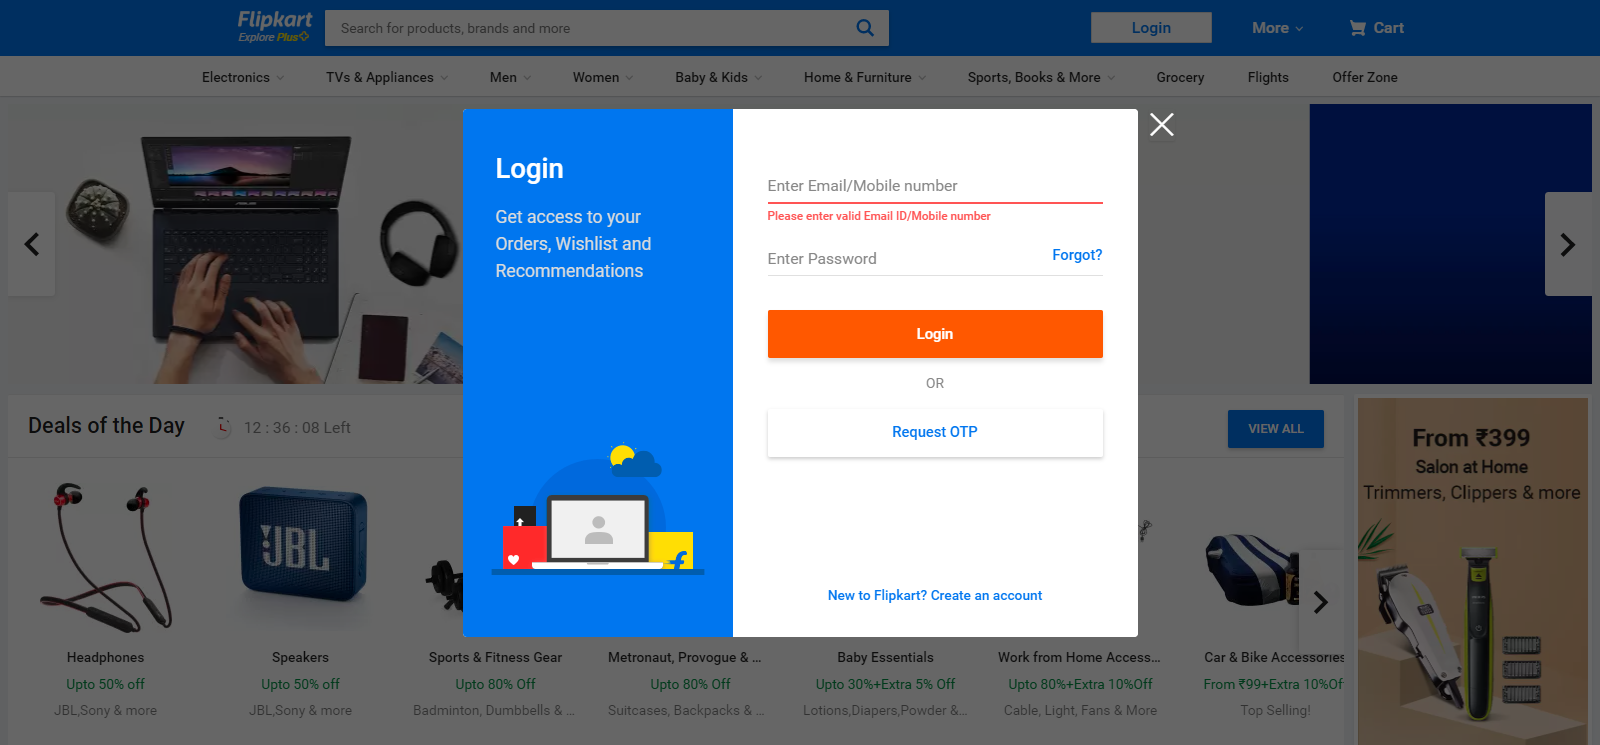 Flipkart
Explore Plus
Search for products, brands and more
Login
More
Cart
Electronics
TVs & Appliances
Men
Women
Baby & Kids
Home & Furniture
Sports, Books & More
Grocery
Flights
Offer Zone
Login
Get access to your
Orders, Wishlist and
Recommendations
Enter Email/Mobile number
Please enter valid Email ID/Mobile number
Enter Password
Forgot?
Login
OR
Request OTP
New to Flipkart? Create an account
Deals of the Day
12 : 36 : 08 Left
VIEW ALL
JBL
Headphones
Upto 50% off
JBL,Sony & more
Speakers
Upto 50% off
JBL,Sony & more
Sports & Fitness Gear
Upto 80% Off
Badminton, Dumbbells & ...
Metronaut, Provogue & ...
Upto 80% Off
Suitcases, Backpacks & ...
Baby Essentials
Upto 30%+Extra 5% Off
Lotions,Diapers,Powder &...
Work from Home Access...
Upto 80%+Extra 10%Off
Cable, Light, Fans & More
Car & Bike Accessories
From ₹99+Extra 10%Of
Top Selling!
From ₹399
Salon at Home
Trimmers, Clippers & more